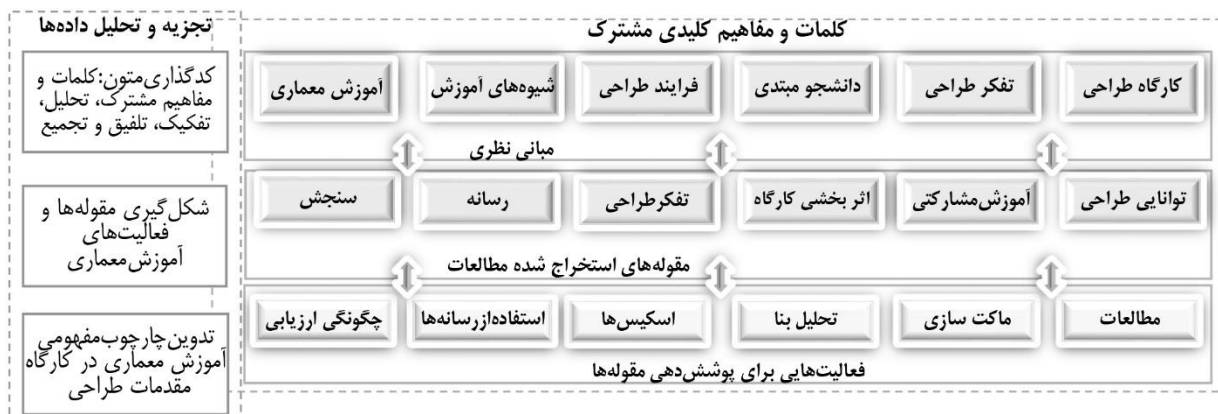 کلمات و مفاهیم کلیدی مشترک
کارگاه طراحی
تفکر طراحی
دانشجو مبتدی
فرایند طراحی
شیوه‌های آموزش
آموزش معماری
مبانی نظری
توانایی طراحی
آموزش‌مشارکتی
اثر بخشی کارگاه
تفکرطراحی
رسانه
سنجش
مقوله‌های استخراج شده مطالعات
مطالعات
ماکت سازی
تحلیل بنا
اسکیس‌ها
استفاده‌ازرسانه‌ها
چگونگی ارزیابی
فعالیت‌هایی برای پوشش‌دهی مقوله‌ها
تجزیه و تحلیل داده‌ها
کدگذاری‌متون:کلمات و
مفاهیم مشترک، تحلیل،
تفکیک، تلفیق و تجمیع
شکل‌گیری مقوله‌ها و
فعالیت‌های
آموزش‌معماری
تدوین‌چارچوب‌مفهومی
آموزش معماری در کارگاه
مقدمات طراحی